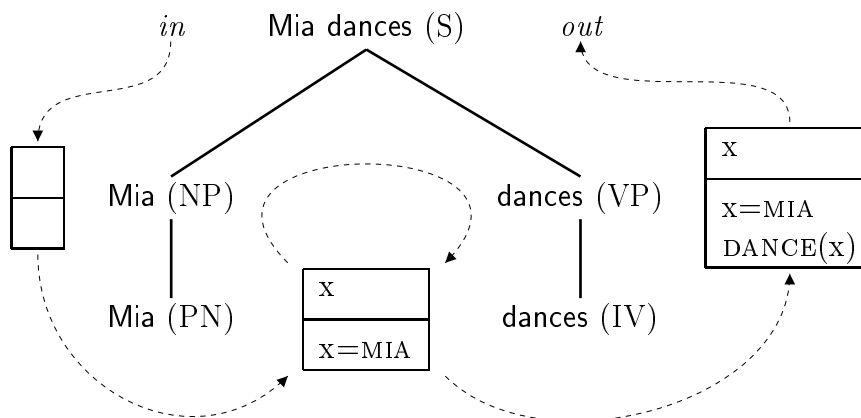 in
Mia dances (S)
out
x
Mia (NP)
dances (VP)
x=MIA
DANCE(x)
x
Mia (PN)
dances (IV)
x=MIA